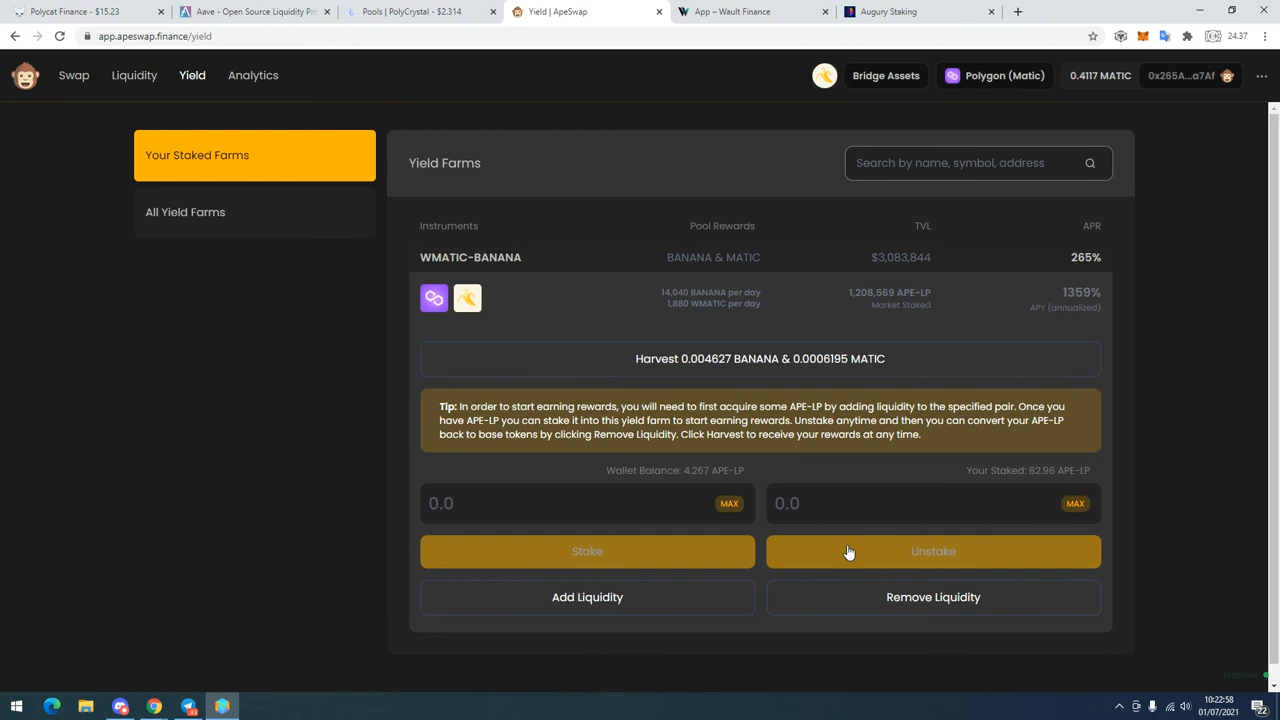 Polycat Finance - $15.23
Aave - Open Source Liquidity Pro
Pools | PolyCrystal - $2.314
Yield | ApeSwap
App – Wault Finance
Augury Staking
app.apeswap.finance/yield
24.37
Swap
Liquidity
Yield
Analytics
Bridge Assets
Polygon (Matic)
0.4117 MATIC
0x265A...a7Af
Your Staked Farms
All Yield Farms
Yield Farms
Search by name, symbol, address
Instruments
Pool Rewards
TVL
APR
WMATIC-BANANA
BANANA & MATIC
$3,083,844
265%
14,040 BANANA per day
1,880 WMATIC per day
1,208,569 APE-LP
Market Staked
1359%
APY (annualized)
Harvest 0.004627 BANANA & 0.0006195 MATIC
Tip: In order to start earning rewards, you will need to first acquire some APE-LP by adding liquidity to the specified pair. Once you
have APE-LP you can stake it into this yield farm to start earning rewards. Unstake anytime and then you can convert your APE-LP
back to base tokens by clicking Remove Liquidity. Click Harvest to receive your rewards at any time.
Wallet Balance: 4.267 APE-LP
Your Staked: 82.96 APE-LP
0.0
MAX
0.0
MAX
Stake
Unstake
Add Liquidity
Remove Liquidity
10:22:58
01/07/2021
22